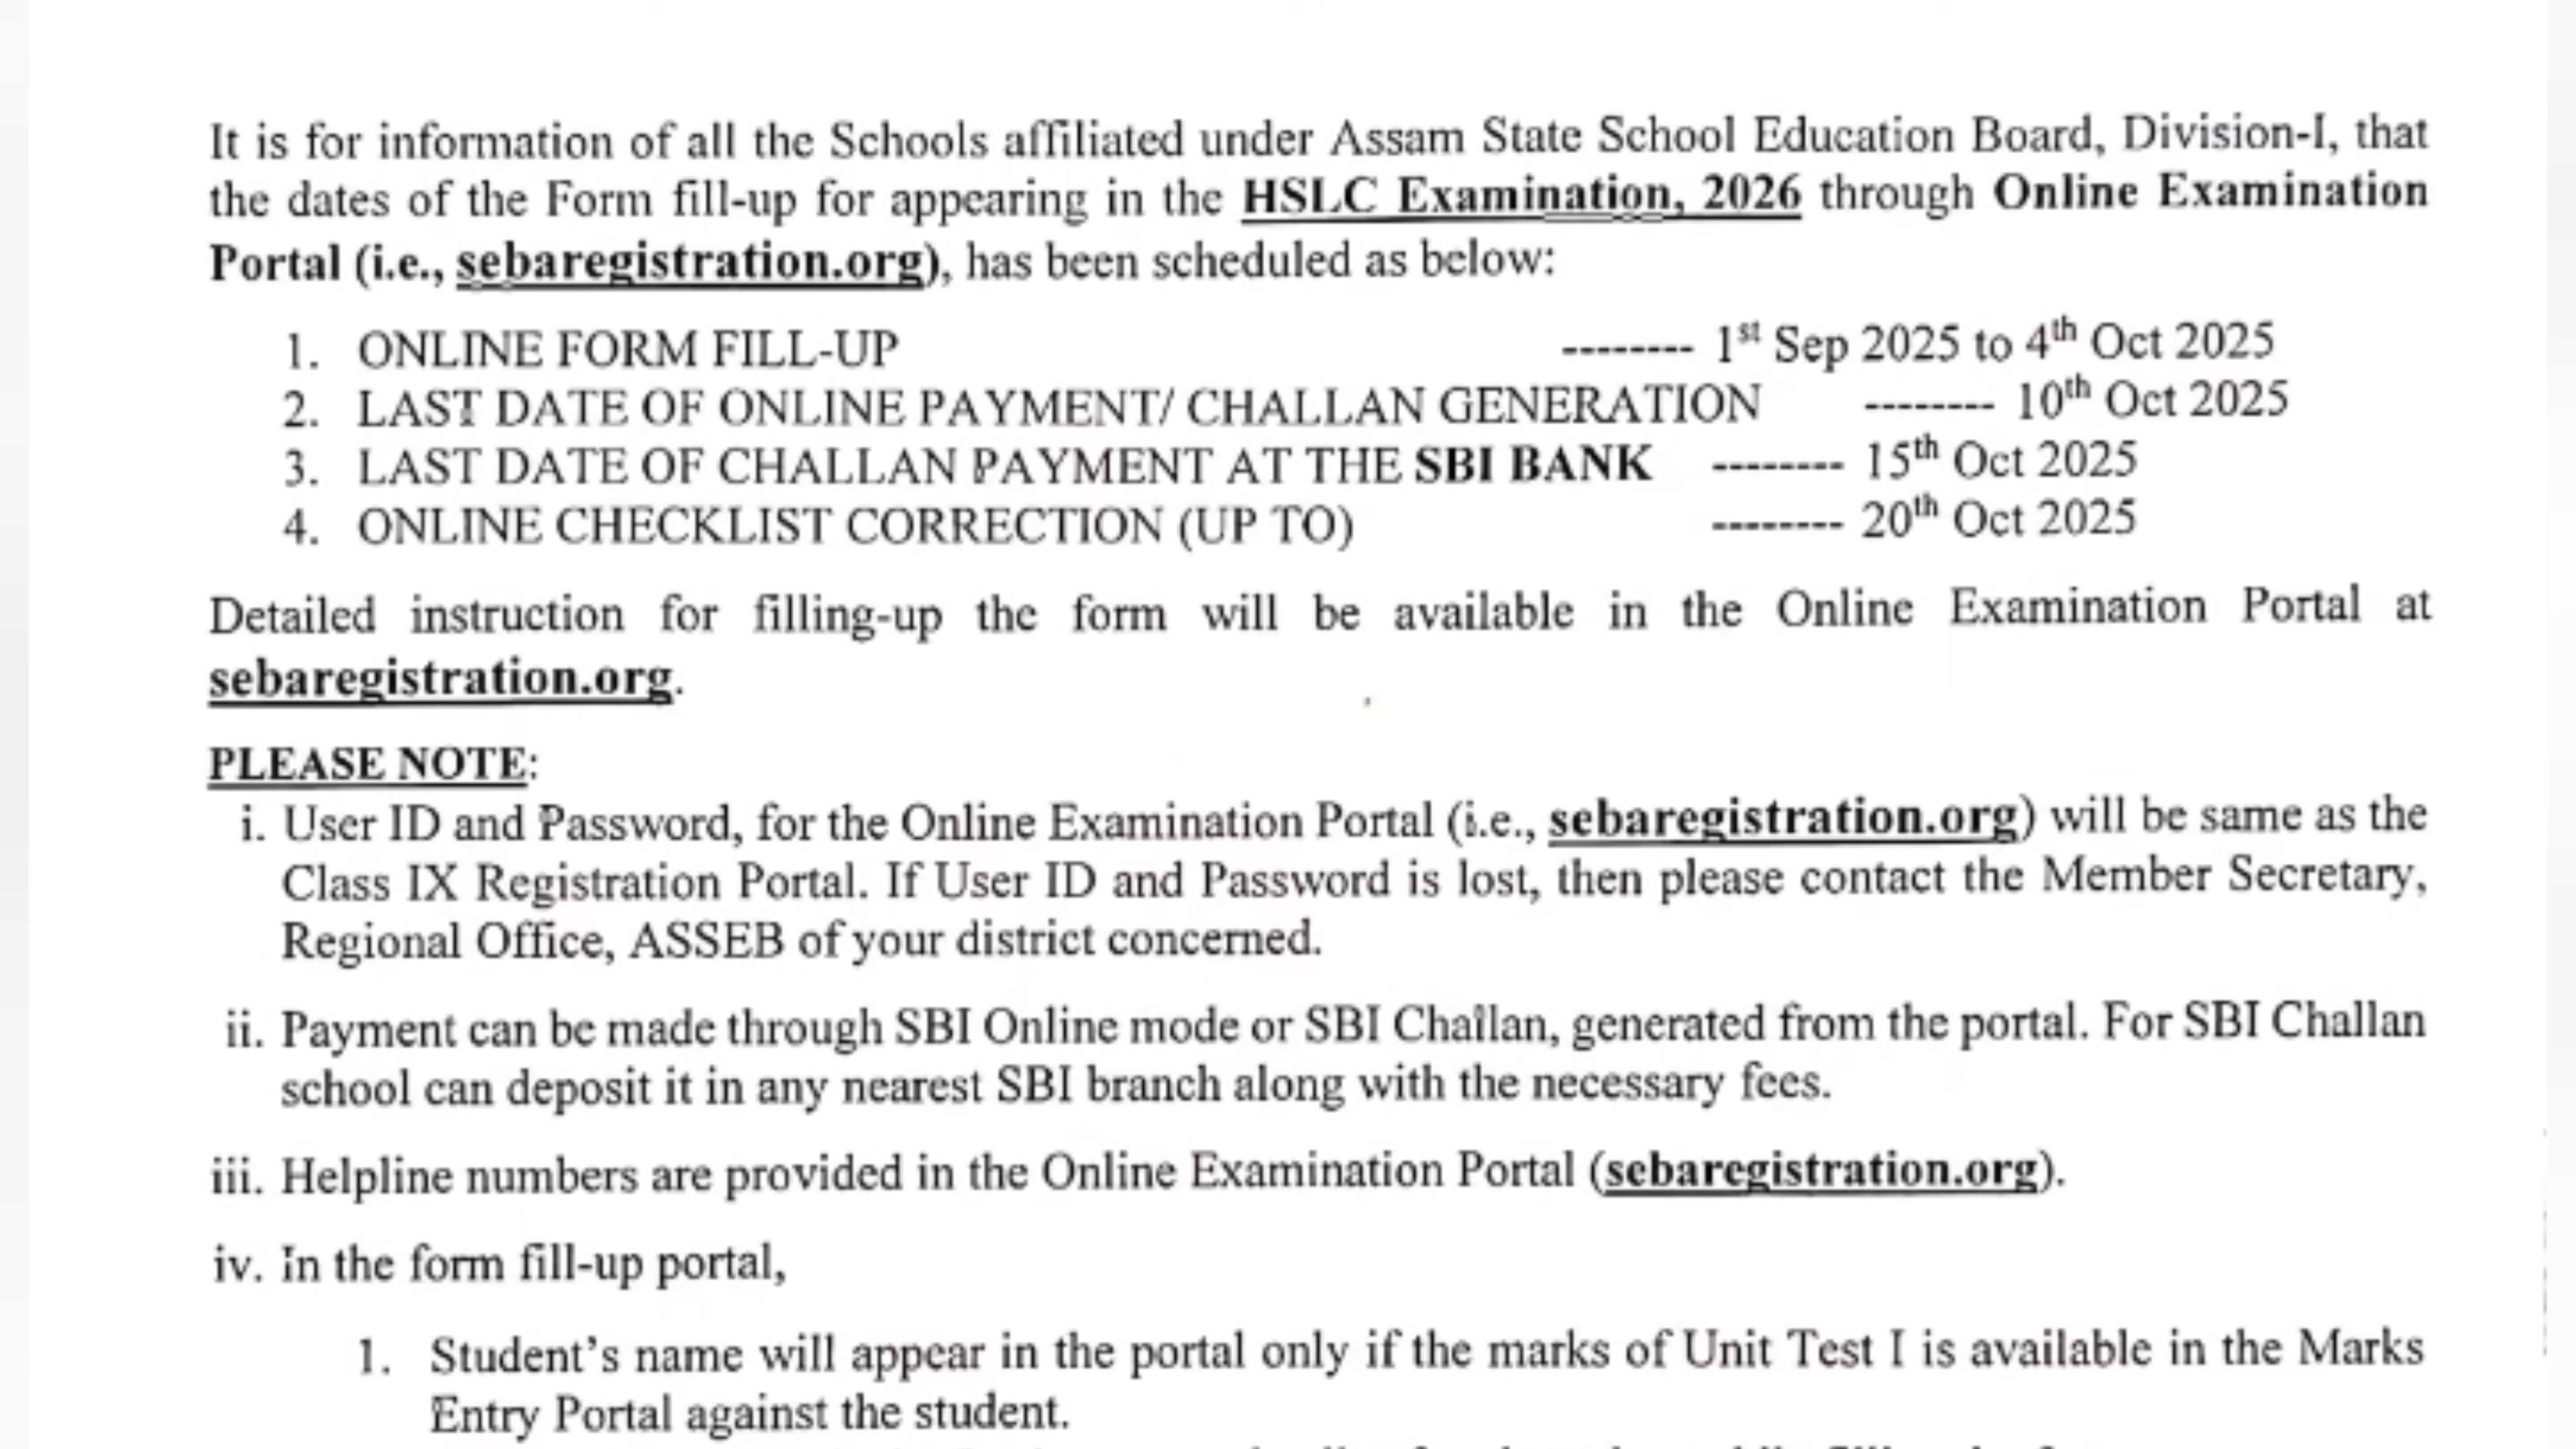 It is for information of all the Schools affiliated under Assam State School Education Board, Division-I, that
the dates of the Form fill-up for appearing in the HSLC Examination, 2026 through Online Examination
Portal (i.e., sebaregistration.org), has been scheduled as below:
1. ONLINE FORM FILL-UP -------- 1st Sep 2025 to 4th Oct 2025
2. LAST DATE OF ONLINE PAYMENT/ CHALLAN GENERATION -------- 10th Oct 2025
3. LAST DATE OF CHALLAN PAYMENT AT THE SBI BANK -------- 15th Oct 2025
4. ONLINE CHECKLIST CORRECTION (UP TO) -------- 20th Oct 2025
Detailed instruction for filling-up the form will be available in the Online Examination Portal at
sebaregistration.org.
PLEASE NOTE:
i. User ID and Password, for the Online Examination Portal (i.e., sebaregistration.org) will be same as the
Class IX Registration Portal. If User ID and Password is lost, then please contact the Member Secretary,
Regional Office, ASSEB of your district concerned.
ii. Payment can be made through SBI Online mode or SBI Challan, generated from the portal. For SBI Challan
school can deposit it in any nearest SBI branch along with the necessary fees.
iii. Helpline numbers are provided in the Online Examination Portal (sebaregistration.org).
iv. In the form fill-up portal,
1. Student's name will appear in the portal only if the marks of Unit Test I is available in the Marks
Entry Portal against the student.